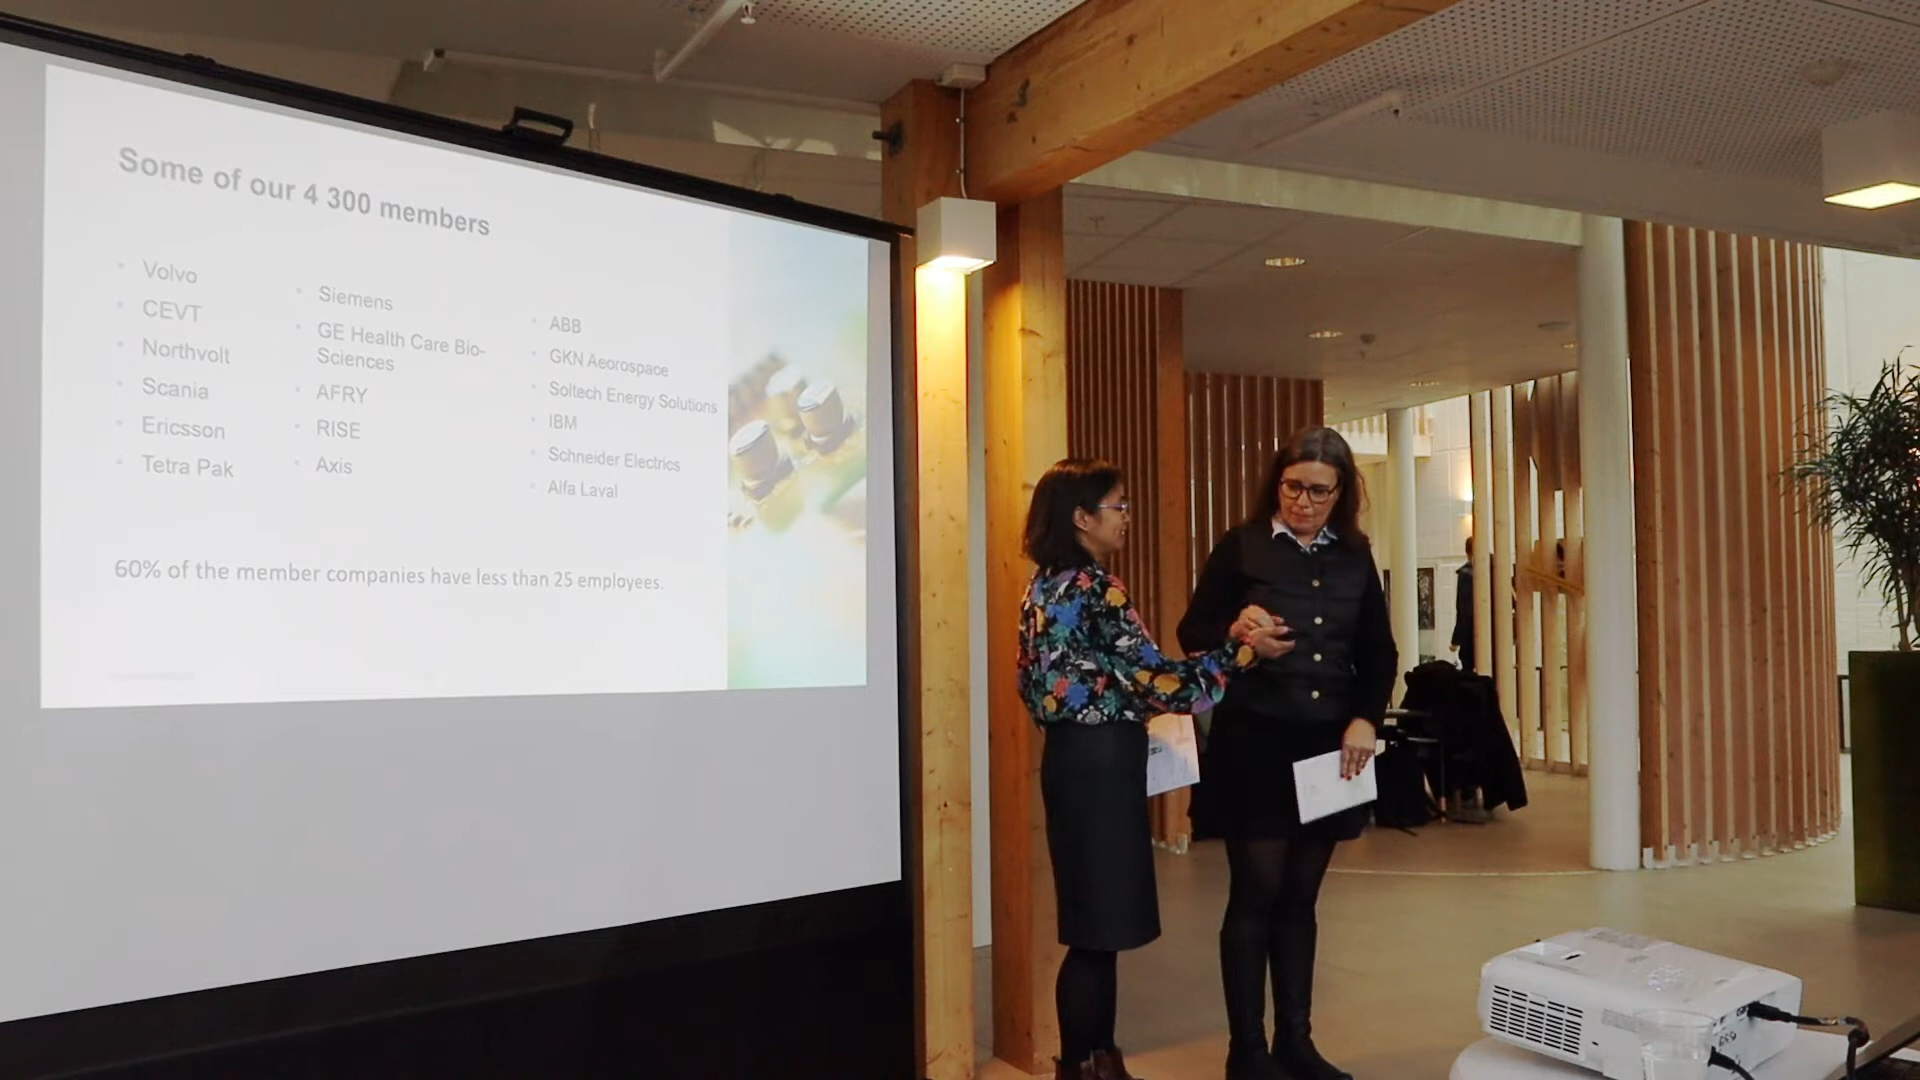 Some of our 4 300 members
Volvo
CEVT
Northvolt
Scania
Ericsson
Tetra Pak
Siemens
GE Health Care Bio-
Sciences
AFRY
RISE
Axis
ABB
GKN Aeorospace
Soltech Energy Solutions
IBM
Schneider Electrics
Alfa Laval
60% of the member companies have less than 25 employees.